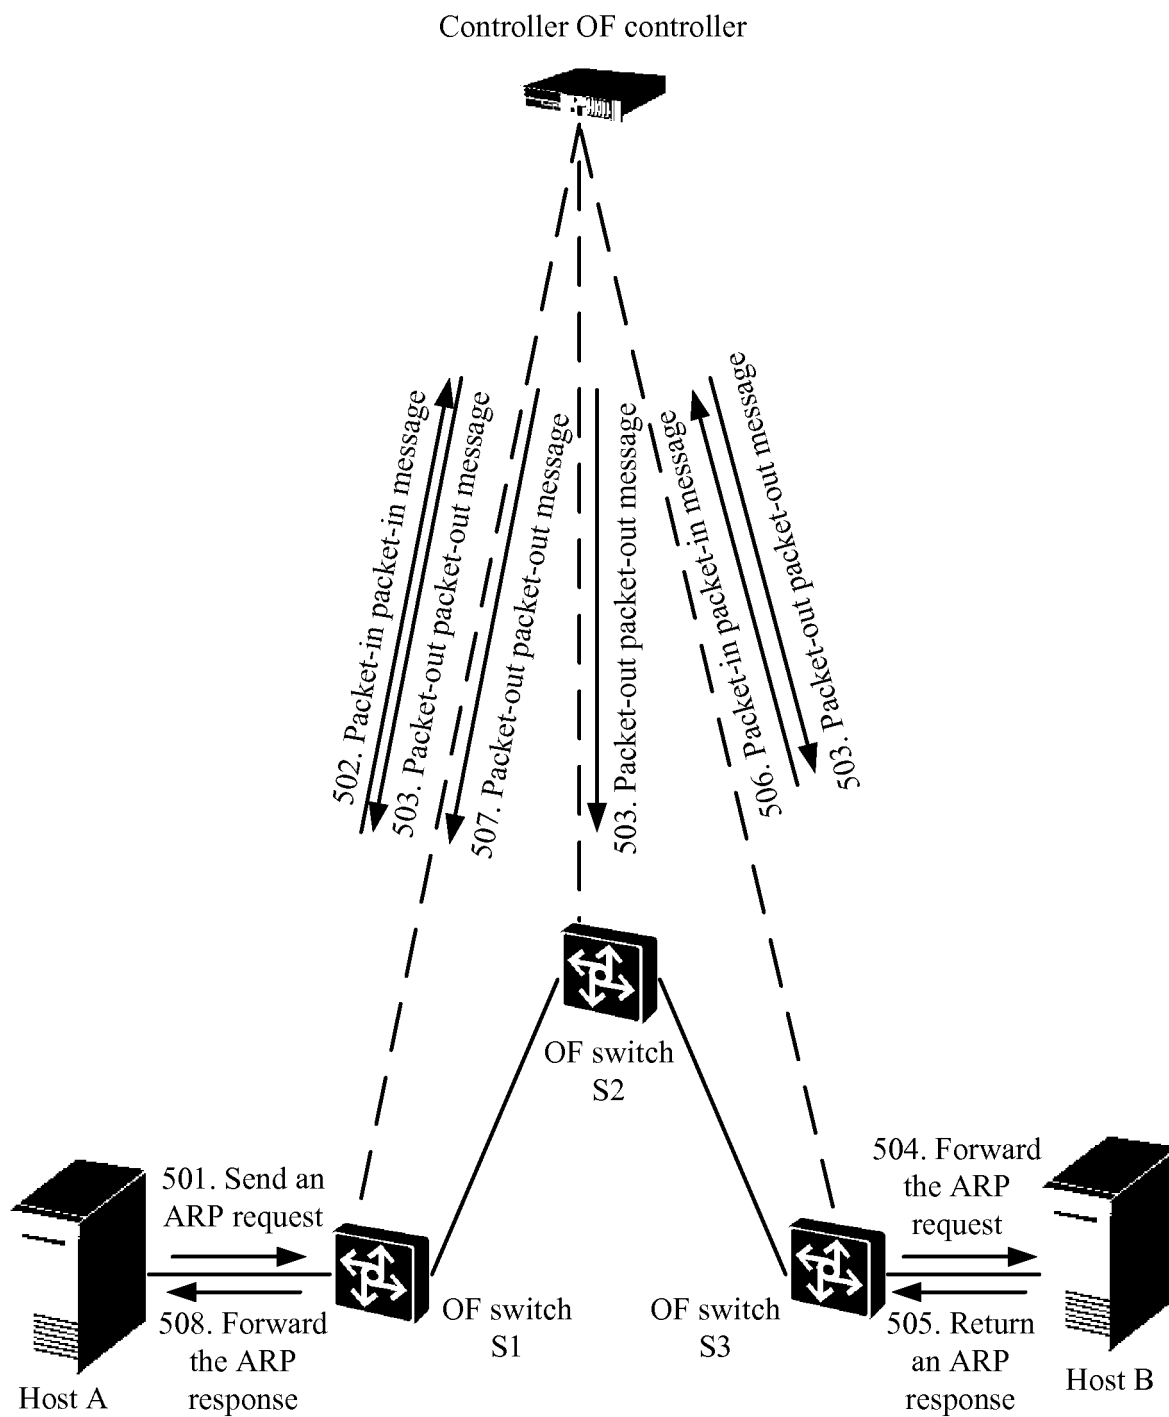 Controller OF controller
502. Packet-in packet-in message
503. Packet-out packet-out message
507. Packet-out packet-out message
503. Packet-out packet-out message
506. Packet-in packet-in message
503. Packet-out packet-out message
OF switch
S2
501. Send an
ARP request
504. Forward
the ARP
request
508. Forward
the ARP
response
OF switch
S1
OF switch
S3
505. Return
an ARP
response
Host A
Host B